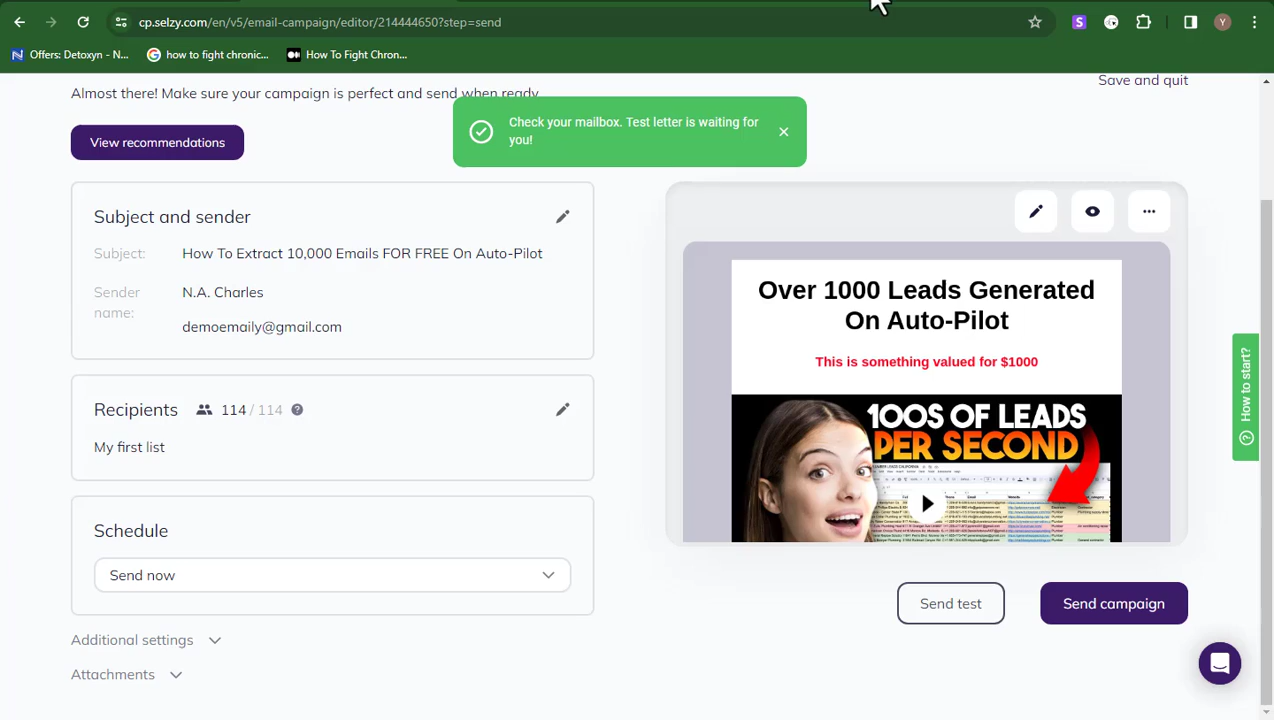 cp.selzy.com/en/v5/email-campaign/editor/214444650?step=send
Offers: Detoxyn - N...
how to fight chronic...
How To Fight Chron...
Save and quit
Almost there! Make sure your campaign is perfect and send when ready
Check your mailbox. Test letter is waiting for
you!
View recommendations
Subject and sender
Subject:
How To Extract 10,000 Emails FOR FREE On Auto-Pilot
Sender
name:
N.A. Charles
demoemaily@gmail.com
Recipients
114 / 114
My first list
Schedule
Send now
Additional settings
Attachments
Over 1000 Leads Generated
On Auto-Pilot
This is something valued for $1000
100S OF LEADS
PER SECOND
How to start?
Send test
Send campaign